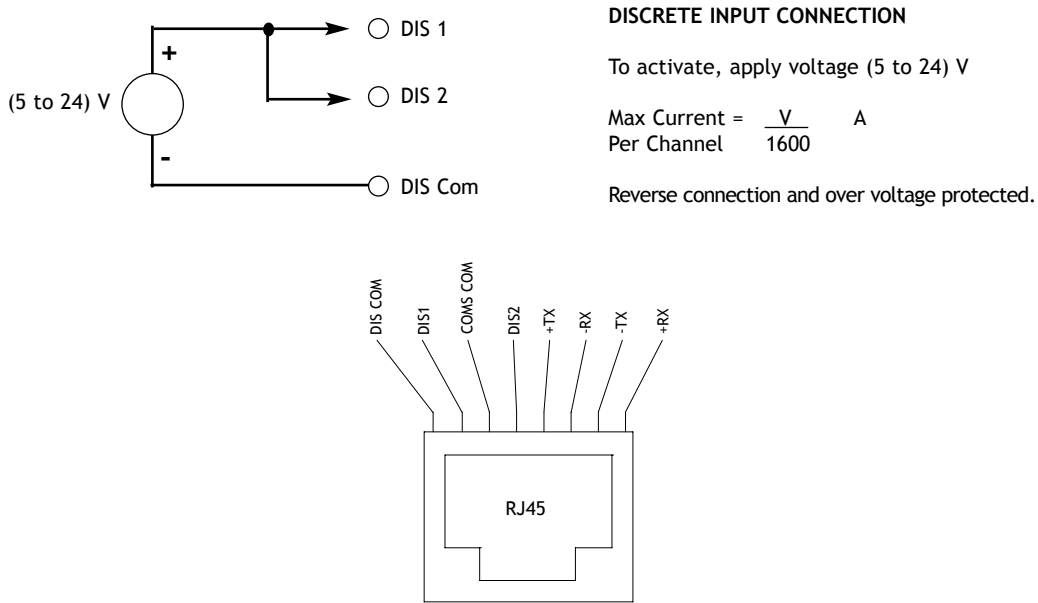 DISCRETE INPUT CONNECTION
+
DIS 1
To activate, apply voltage (5 to 24) V
(5 to 24) V
DIS 2
Max Current = V A
Per Channel 1600
-
DIS Com
Reverse connection and over voltage protected.
DIS COM
DIS1
COMS COM
DIS2
+TX
-RX
-TX
+RX
RJ45